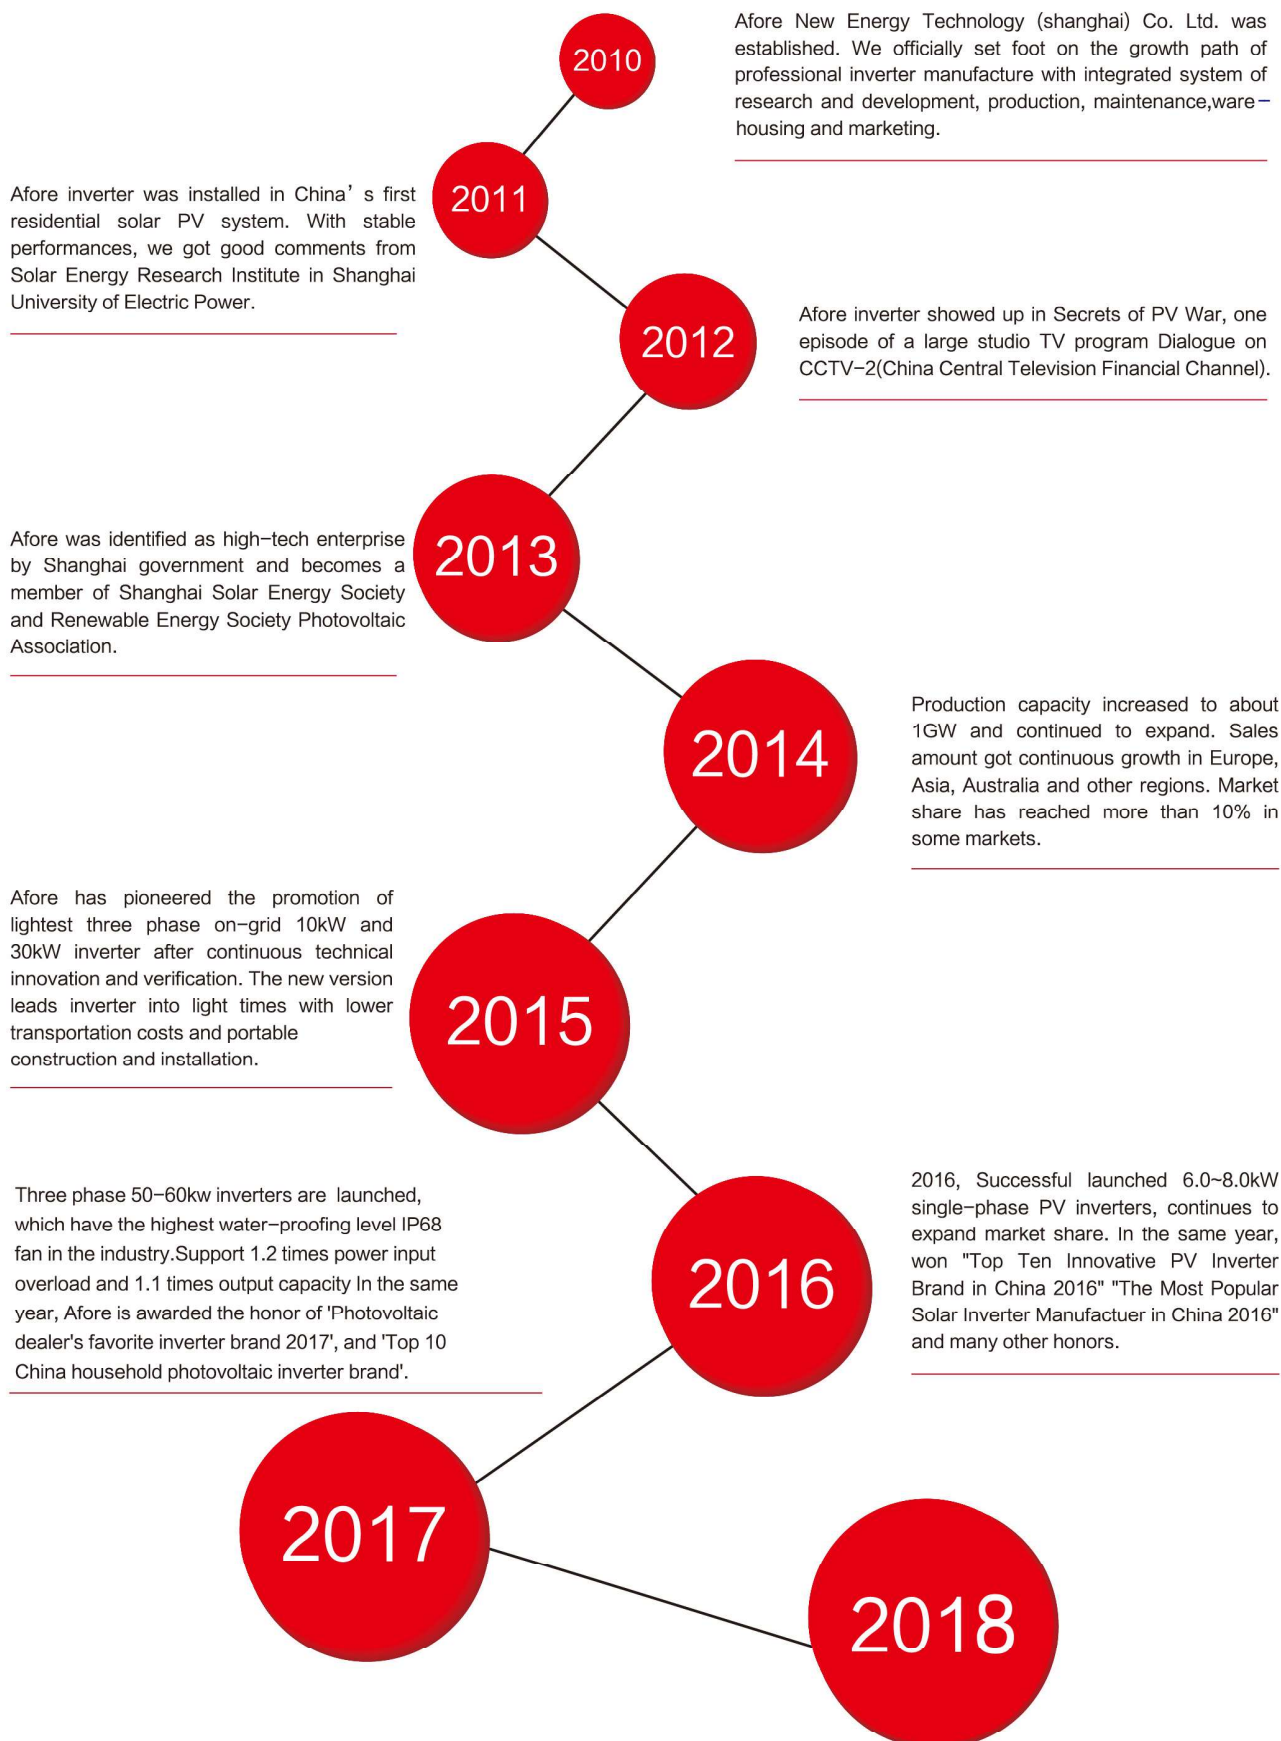 2010
Afore New Energy Technology (shanghai) Co. Ltd. was
established. We officially set foot on the growth path of
professional inverter manufacture with integrated system of
research and development, production, maintenance,ware-
housing and marketing.
2011
Afore inverter was installed in China’s first
residential solar PV system. With stable
performances, we got good comments from
Solar Energy Research Institute in Shanghai
University of Electric Power.
2012
Afore inverter showed up in Secrets of PV War, one
episode of a large studio TV program Dialogue on
CCTV-2(China Central Television Financial Channel).
2013
Afore was identified as high-tech enterprise
by Shanghai government and becomes a
member of Shanghai Solar Energy Society
and Renewable Energy Society Photovoltaic
Association.
2014
Production capacity increased to about
1GW and continued to expand. Sales
amount got continuous growth in Europe,
Asia, Australia and other regions. Market
share has reached more than 10% in
some markets.
2015
Afore has pioneered the promotion of
lightest three phase on-grid 10kW and
30kW inverter after continuous technical
innovation and verification. The new version
leads inverter into light times with lower
transportation costs and portable
construction and installation.
2016
2016, Successful launched 6.0~8.0kW
single-phase PV inverters, continues to
expand market share. In the same year,
won "Top Ten Innovative PV Inverter
Brand in China 2016" "The Most Popular
Solar Inverter Manufactuer in China 2016"
and many other honors.
Three phase 50-60kw inverters are launched,
which have the highest water-proofing level IP68
fan in the industry.Support 1.2 times power input
overload and 1.1 times output capacity In the same
year, Afore is awarded the honor of 'Photovoltaic
dealer's favorite inverter brand 2017', and 'Top 10
China household photovoltaic inverter brand'.
2017
2018